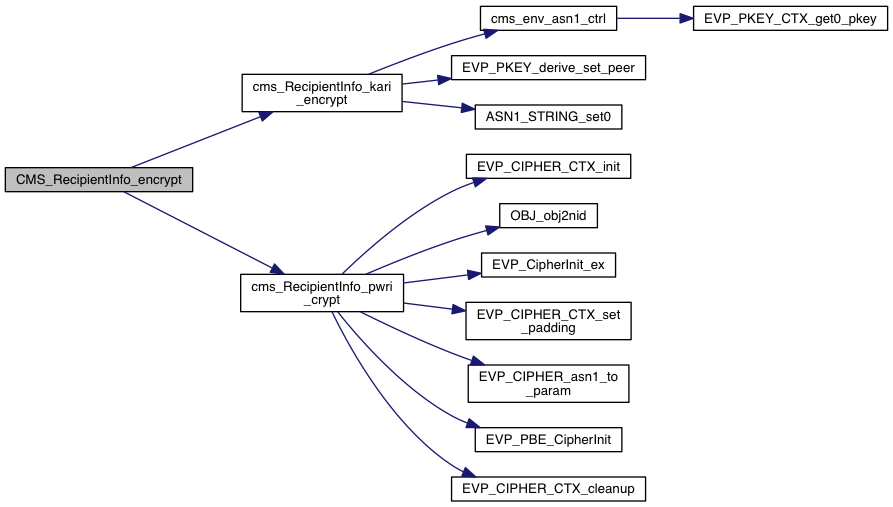 cms_env_asn1_ctrl
EVP_PKEY_CTX_get0_pkey
EVP_PKEY_derive_set_peer
cms_RecipientInfo_kari
_encrypt
ASN1_STRING_set0
CMS_RecipientInfo_encrypt
EVP_CIPHER_CTX_init
OBJ_obj2nid
EVP_CipherInit_ex
cms_RecipientInfo_pwri
_crypt
EVP_CIPHER_CTX_set
_padding
EVP_CIPHER_asn1_to
_param
EVP_PBE_CipherInit
EVP_CIPHER_CTX_cleanup